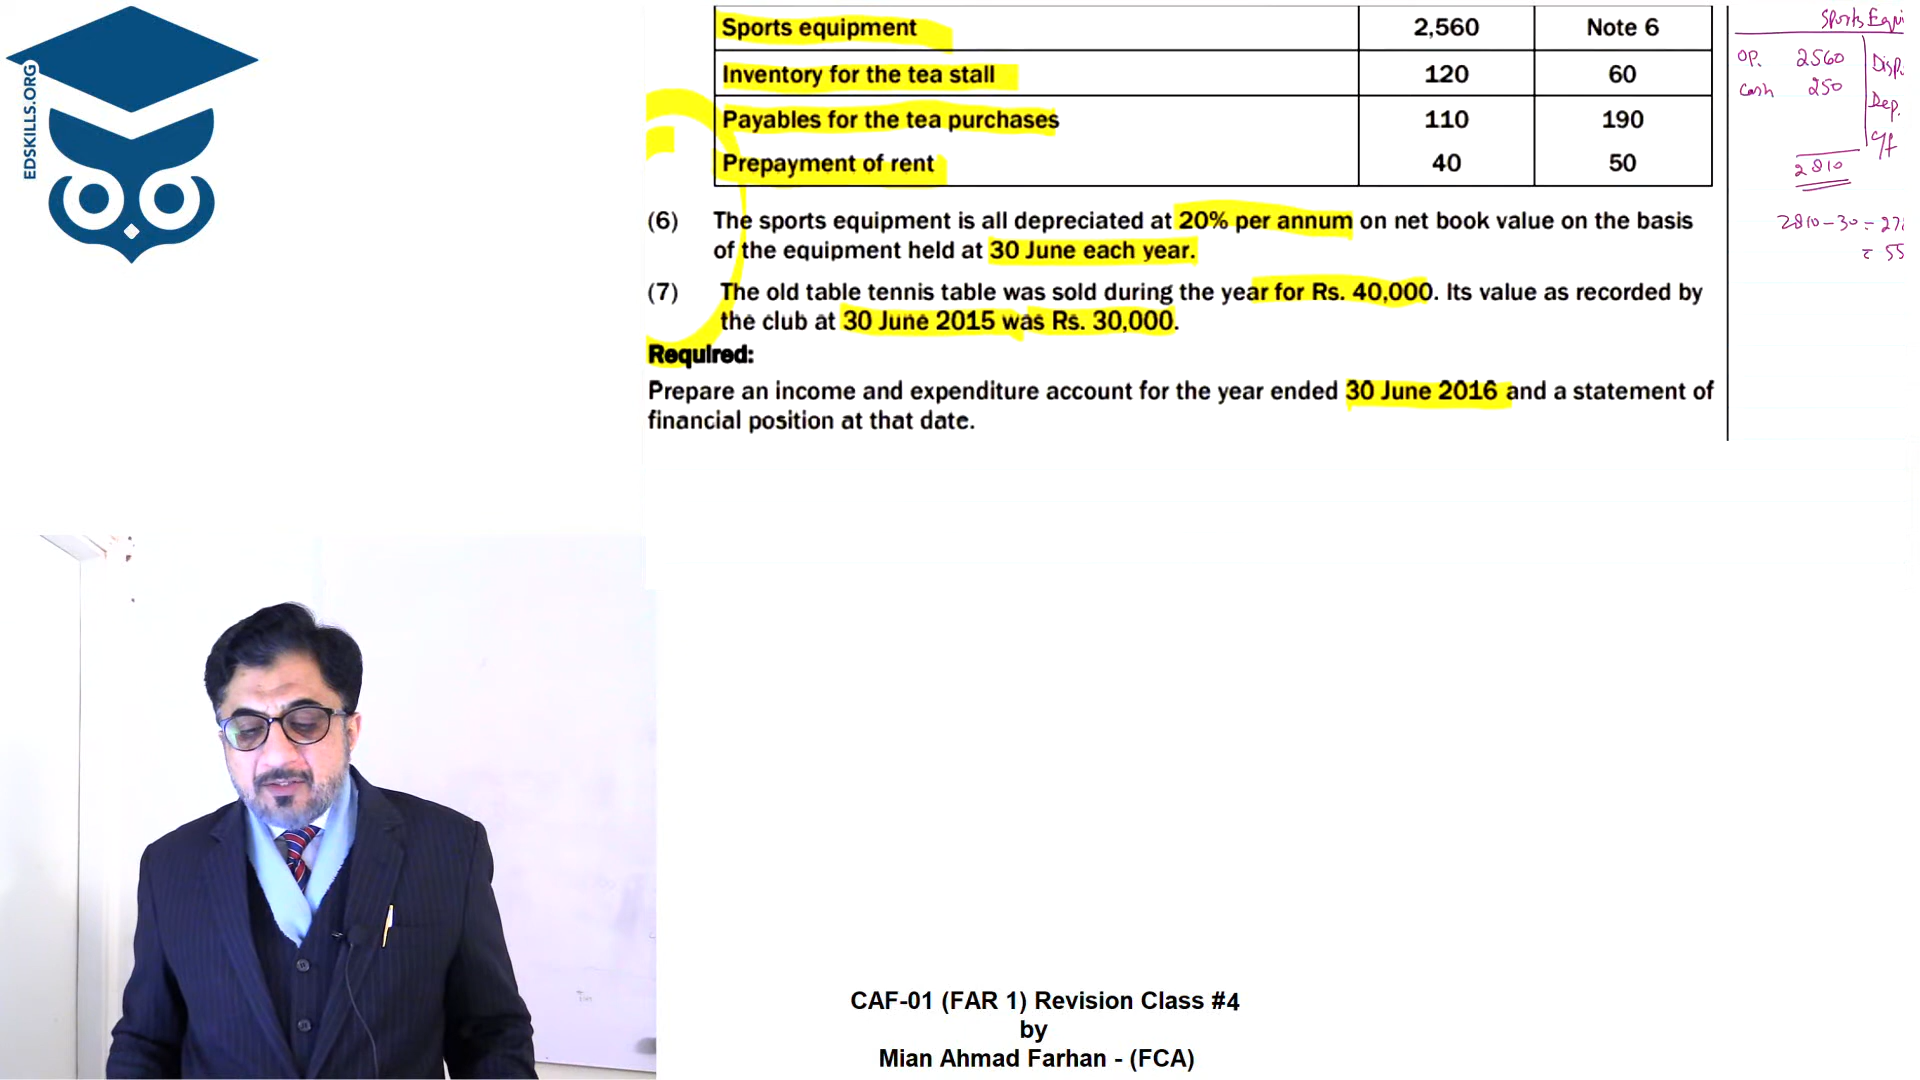 EDSKILLS.ORG
Sports equipment 2,560 Note 6
Inventory for the tea stall 120 60
Payables for the tea purchases 110 190
Prepayment of rent 40 50
(6) The sports equipment is all depreciated at 20% per annum on net book value on the basis
of the equipment held at 30 June each year.
(7) The old table tennis table was sold during the year for Rs. 40,000. Its value as recorded by
the club at 30 June 2015 was Rs. 30,000.
Required:
Prepare an income and expenditure account for the year ended 30 June 2016 and a statement of
financial position at that date.
Sports Equi
OP. 2560 Disp
Cash 250 Dep.
c/f
2810
2810-30 = 27
= 55
CAF-01 (FAR 1) Revision Class #4
by
Mian Ahmad Farhan - (FCA)